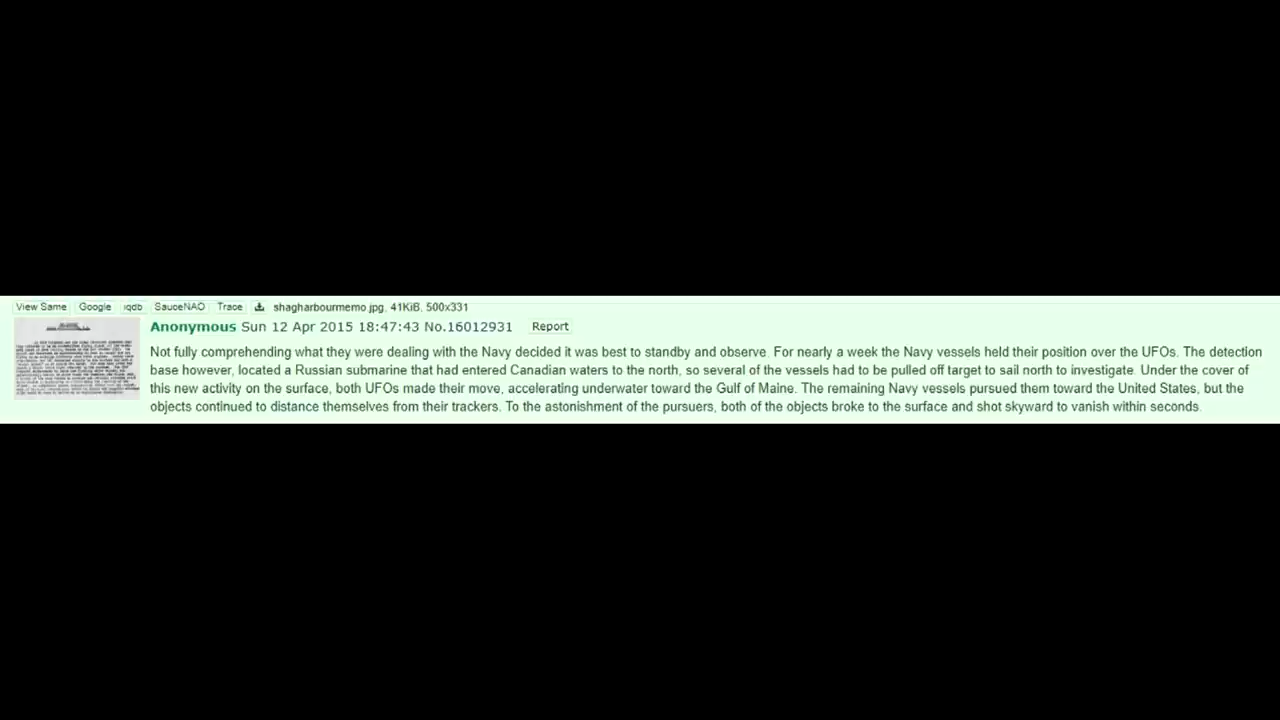 View Same Google iqdb SauceNAO Trace shagharbourmemo.jpg, 41KiB, 500x331
Anonymous Sun 12 Apr 2015 18:47:43 No.16012931 Report
Not fully comprehending what they were dealing with the Navy decided it was best to standby and observe. For nearly a week the Navy vessels held their position over the UFOs. The detection
base however, located a Russian submarine that had entered Canadian waters to the north, so several of the vessels had to be pulled off target to sail north to investigate. Under the cover of
this new activity on the surface, both UFOs made their move, accelerating underwater toward the Gulf of Maine. The remaining Navy vessels pursued them toward the United States, but the
objects continued to distance themselves from their trackers. To the astonishment of the pursuers, both of the objects broke to the surface and shot skyward to vanish within seconds.